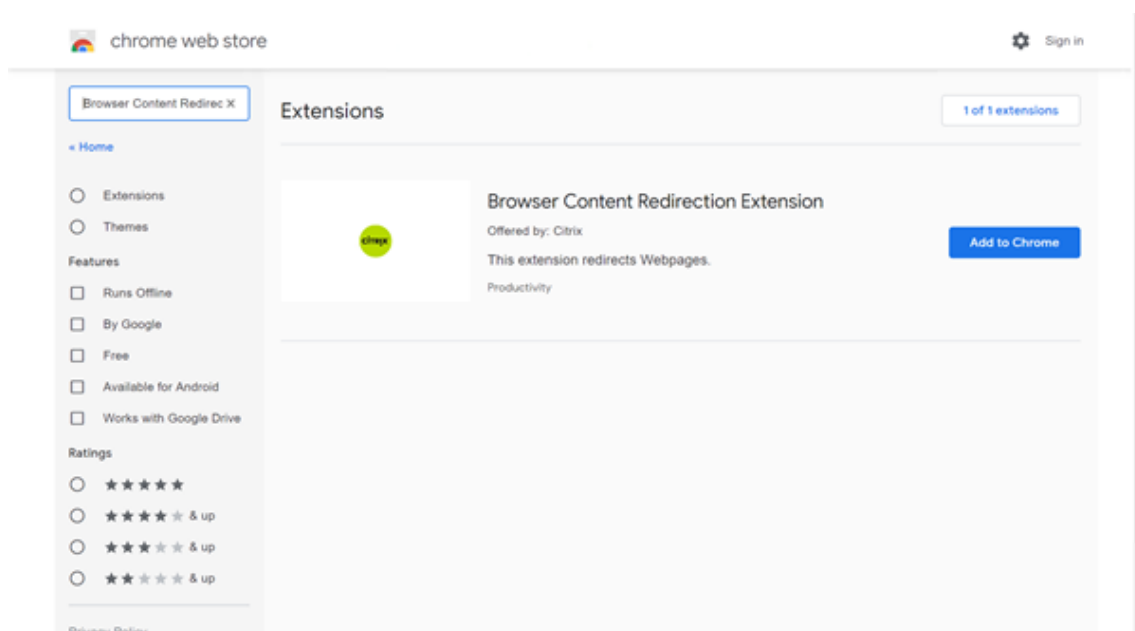 chrome web store
Sign in
Browser Content Redirec ×
« Home
Extensions
Themes
Features
Runs Offline
By Google
Free
Available for Android
Works with Google Drive
Ratings
& up
& up
& up
Privacy Policy
Extensions
1 of 1 extensions
citrix
Browser Content Redirection Extension
Offered by: Citrix
This extension redirects Webpages.
Productivity
Add to Chrome